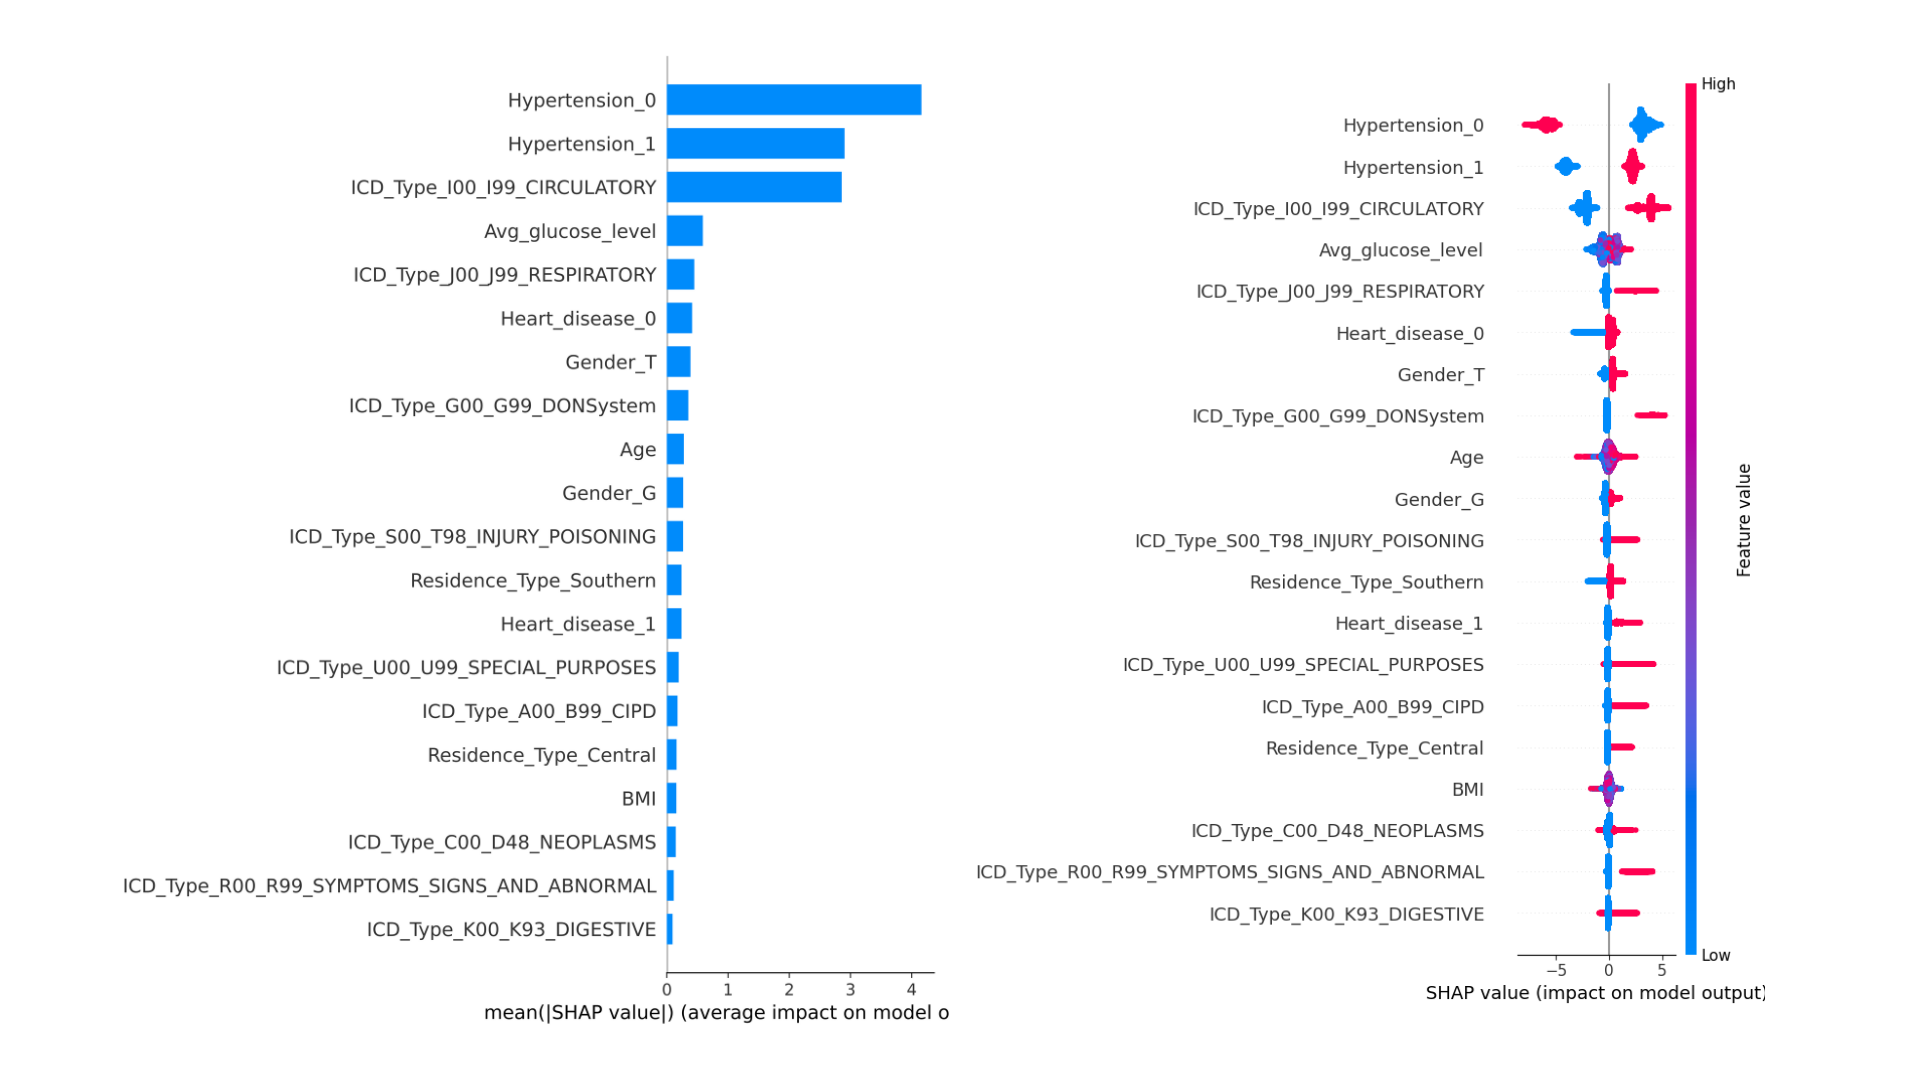 Hypertension_0
Hypertension_1
ICD_Type_I00_I99_CIRCULATORY
Avg_glucose_level
ICD_Type_J00_J99_RESPIRATORY
Heart_disease_0
Gender_T
ICD_Type_G00_G99_DONSystem
Age
Gender_G
ICD_Type_S00_T98_INJURY_POISONING
Residence_Type_Southern
Heart_disease_1
ICD_Type_U00_U99_SPECIAL_PURPOSES
ICD_Type_A00_B99_CIPD
Residence_Type_Central
BMI
ICD_Type_C00_D48_NEOPLASMS
ICD_Type_R00_R99_SYMPTOMS_SIGNS_AND_ABNORMAL
ICD_Type_K00_K93_DIGESTIVE
0 1 2 3 4
mean(|SHAP value|) (average impact on model o
High
Hypertension_0
Hypertension_1
ICD_Type_I00_I99_CIRCULATORY
Avg_glucose_level
ICD_Type_J00_J99_RESPIRATORY
Heart_disease_0
Gender_T
ICD_Type_G00_G99_DONSystem
Age
Gender_G
ICD_Type_S00_T98_INJURY_POISONING
Residence_Type_Southern
Heart_disease_1
ICD_Type_U00_U99_SPECIAL_PURPOSES
ICD_Type_A00_B99_CIPD
Residence_Type_Central
BMI
ICD_Type_C00_D48_NEOPLASMS
ICD_Type_R00_R99_SYMPTOMS_SIGNS_AND_ABNORMAL
ICD_Type_K00_K93_DIGESTIVE
Low
−5 0 5
SHAP value (impact on model output)
Feature value